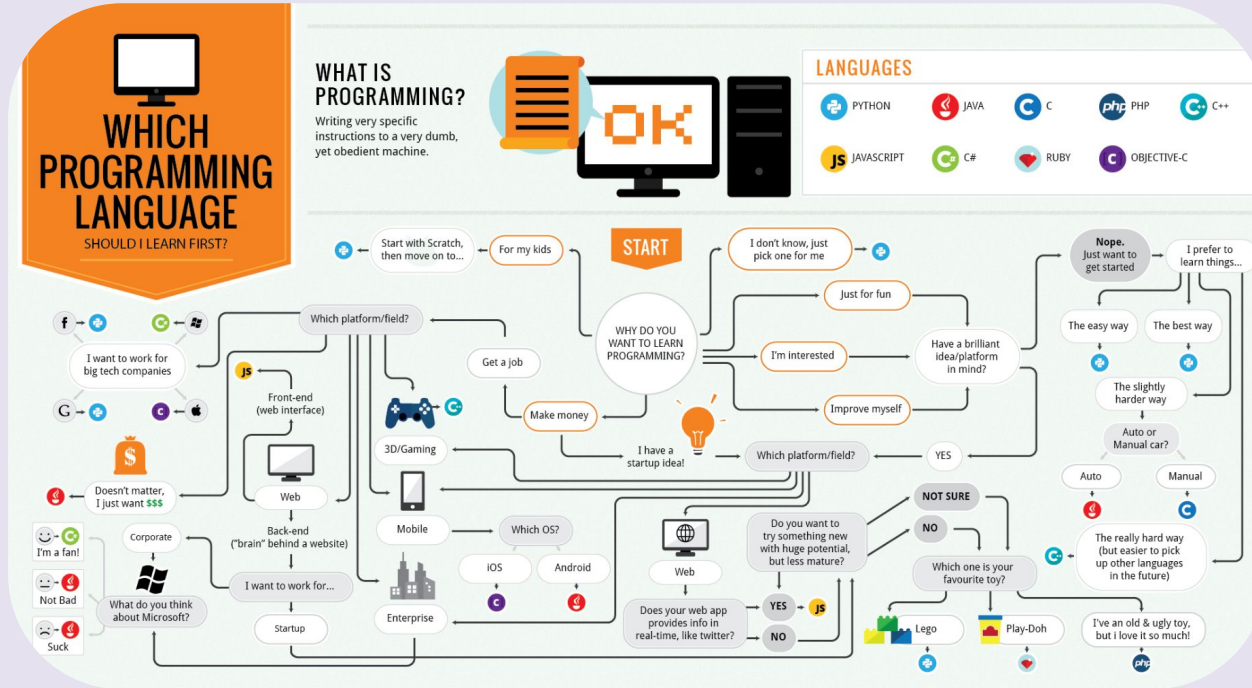 WHICH
PROGRAMMING
LANGUAGE
SHOULD I LEARN FIRST?
WHAT IS
PROGRAMMING?
Writing very specific
instructions to a very dumb,
yet obedient machine.
OK
LANGUAGES
PYTHON
JAVA
C
C
php PHP
C++ C++
JS JAVASCRIPT
C# C#
RUBY
C OBJECTIVE-C
START
Start with Scratch,
then move on to...
For my kids
I don't know, just
pick one for me
Nope.
Just want to
get started
I prefer to
learn things...
Just for fun
WHY DO YOU
WANT TO LEARN
PROGRAMMING?
I'm interested
Improve myself
Have a brilliant
idea/platform
in mind?
The easy way
The best way
The slightly
harder way
Auto or
Manual car?
Auto
Manual
C
The really hard way
(but easier to pick
up other languages
in the future)
C++
Which platform/field?
f
C#
I want to work for
big tech companies
G
C
Get a job
Make money
I have a
startup idea!
Which platform/field?
YES
JS
Front-end
(web interface)
C++
3D/Gaming
$
Doesn't matter,
I just want $$$
Web
Back-end
("brain" behind a website)
Mobile
Which OS?
iOS
Android
C
C#
I'm a fan!
Not Bad
Suck
Corporate
What do you think
about Microsoft?
I want to work for...
Startup
Enterprise
Web
Does your web app
provides info in
real-time, like twitter?
YES
JS
NO
Do you want to
try something new
with huge potential,
but less mature?
NOT SURE
NO
Which one is your
favourite toy?
Lego
Play-Doh
I've an old & ugly toy,
but i love it so much!
php